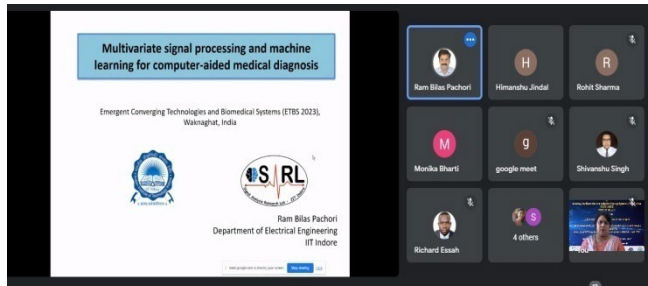 Multivariate signal processing and machine
learning for computer-aided medical diagnosis
Emergent Converging Technologies and Biomedical Systems (ETBS 2023),
Waknaghat, India
SRL
Ram Bilas Pachori
Department of Electrical Engineering
IIT Indore
Ram Bilas Pachori
H
Himanshu Jindal
R
Rohit Sharma
M
Monika Bharti
g
google meet
Shivanshu Singh
Richard Essah
S
4 others
You